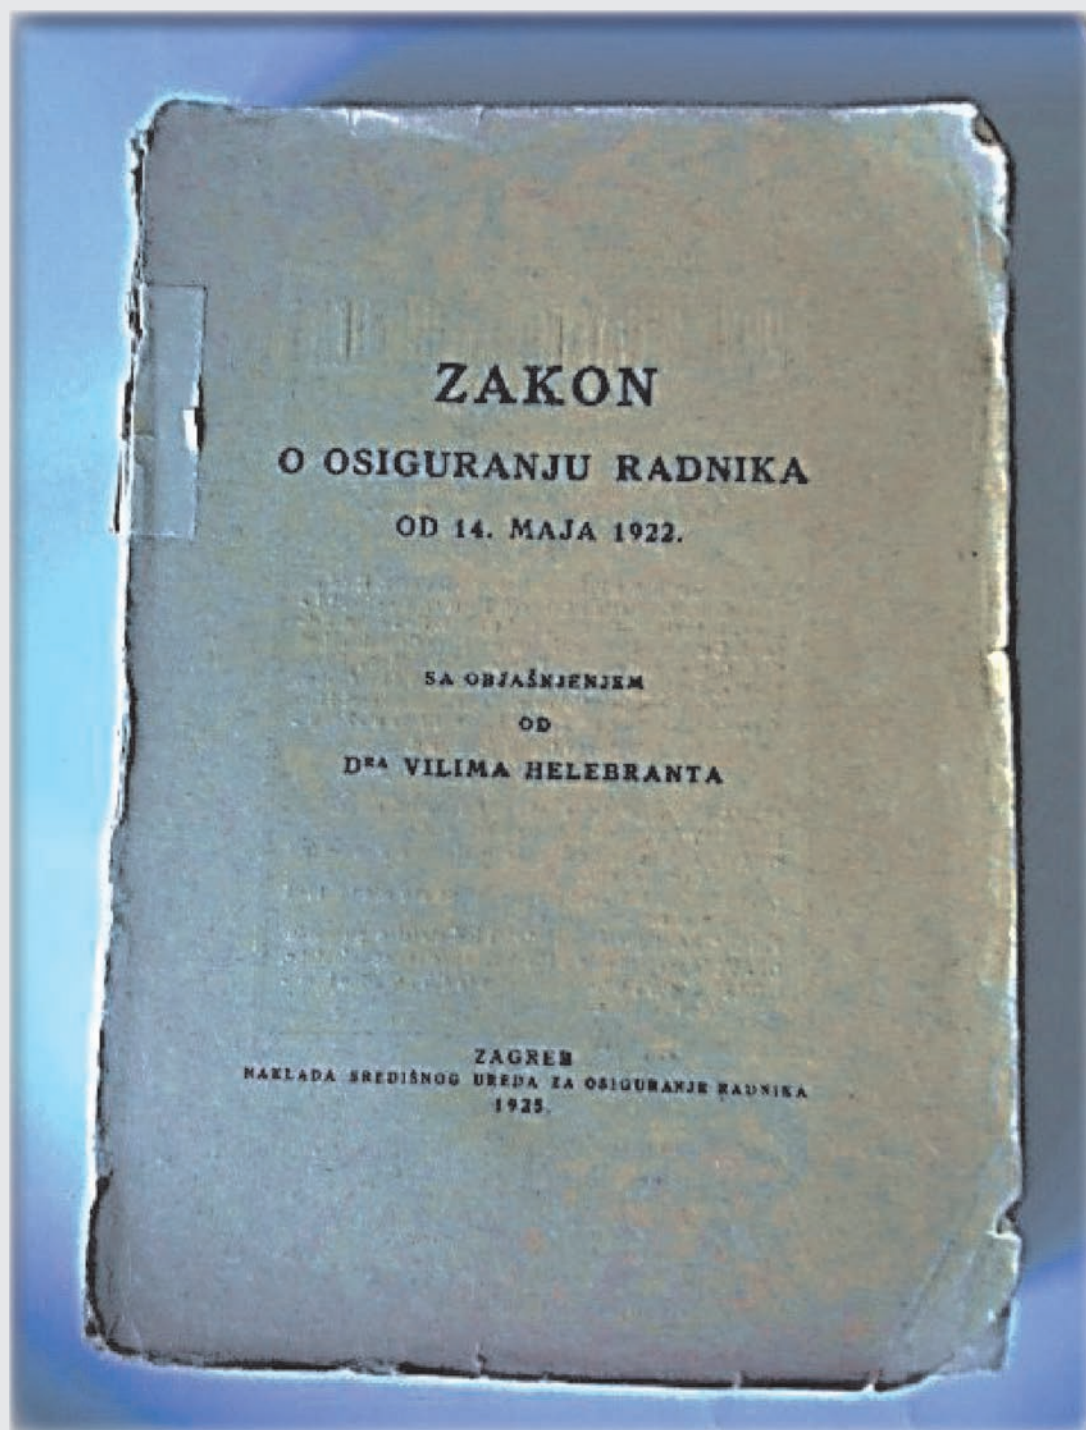 ZAKON
O OSIGURANJU RADNIKA
OD 14. MAJA 1922.
SA OBJAŠNJENJEM
OD
DRA VILIMA HELEBRANTA
ZAGREB
NAKLADA SREDIŠNOG UREDA ZA OSIGURANJE RADNIKA
1925.